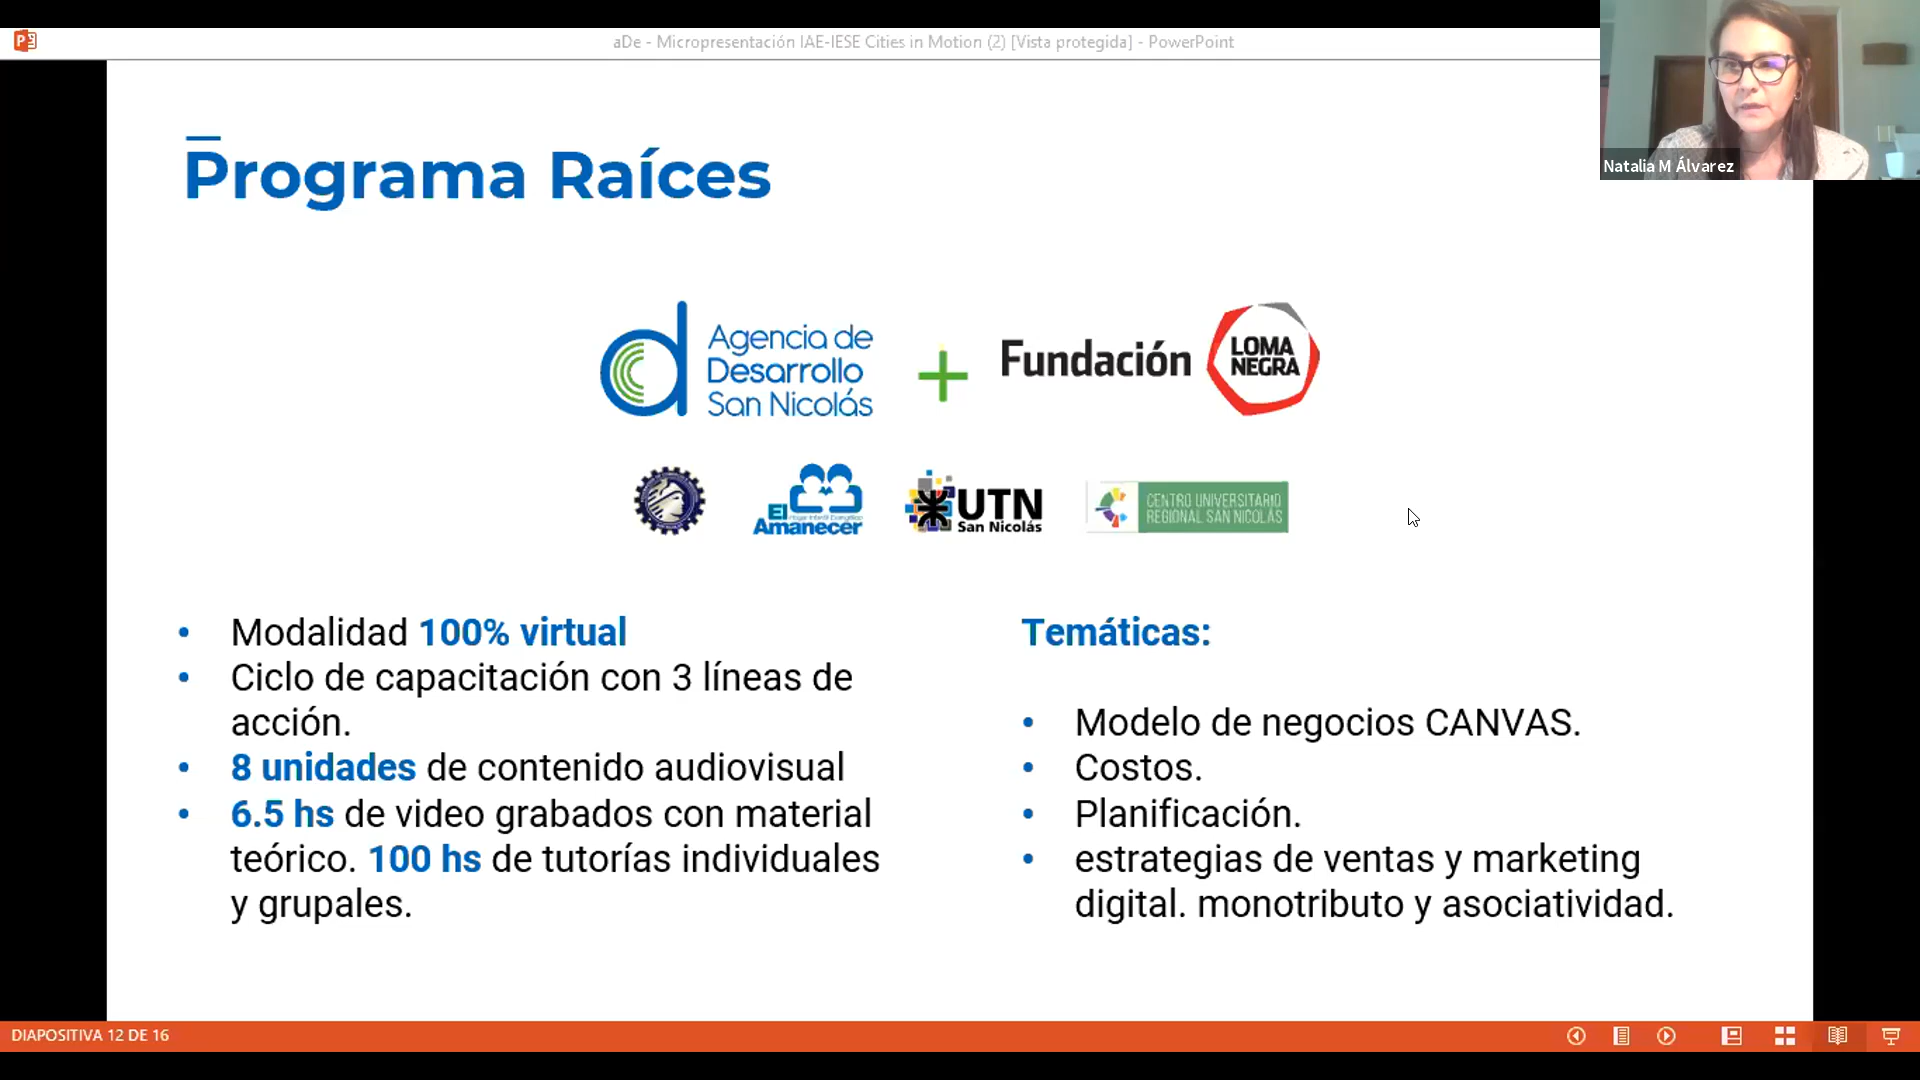 aDe - Micropresentación IAE-IESE Cities in Motion (2) [Vista protegida] - PowerPoint
Natalia M Álvarez
Programa Raíces
Agencia de
Desarrollo
San Nicolás
+
Fundación
LOMA
NEGRA
El
Amanecer
UTN
San Nicolás
CENTRO UNIVERSITARIO
REGIONAL SAN NICOLÁS
• Modalidad 100% virtual
• Ciclo de capacitación con 3 líneas de
acción.
• 8 unidades de contenido audiovisual
• 6.5 hs de video grabados con material
teórico. 100 hs de tutorías individuales
y grupales.
Temáticas:
• Modelo de negocios CANVAS.
• Costos.
• Planificación.
• estrategias de ventas y marketing
digital. monotributo y asociatividad.
DIAPOSITIVA 12 DE 16